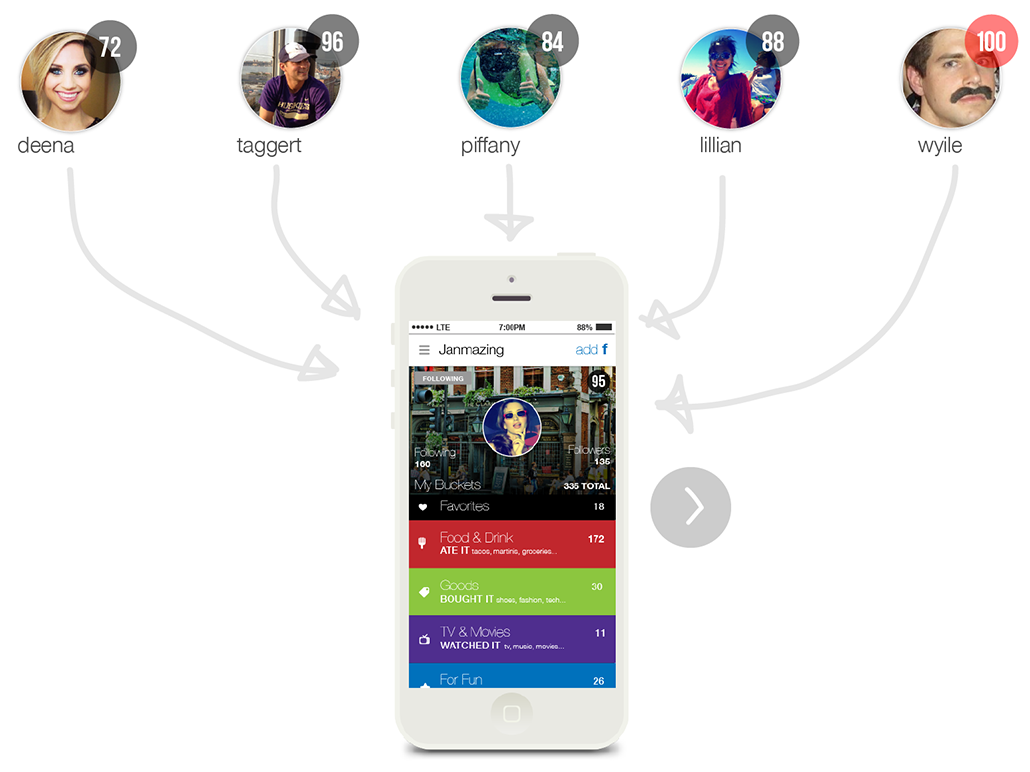 72
96
84
88
100
deena
taggert
piffany
lillian
wyile
LTE 7:00PM 88%
Janmazing add f
FOLLOWING 95
Following Followers
160 135
My Buckets 335 TOTAL
Favorites 18
Food & Drink 172
ATE IT tacos, martinis, groceries...
Goods 30
BOUGHT IT shoes, fashion, tech...
TV & Movies 11
WATCHED IT tv, music, movies...
For Fun 26